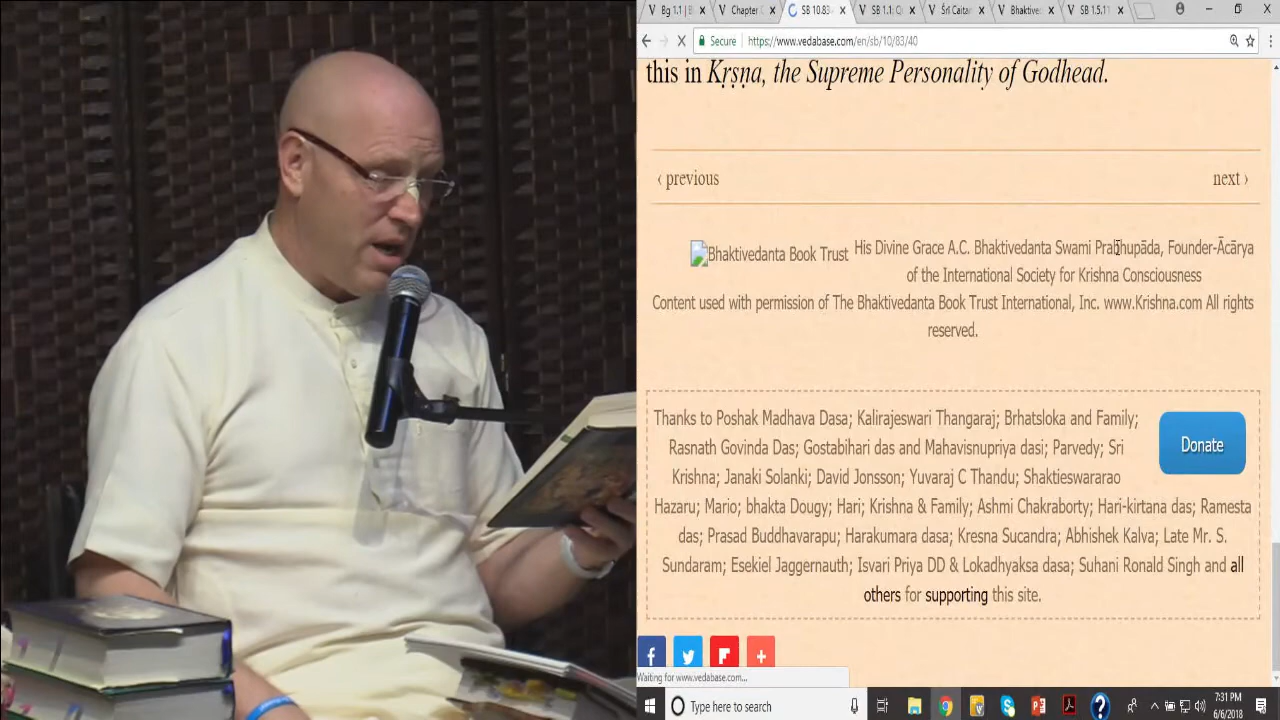 Bg 1.1 | B
Chapter
SB 10.83
SB 1.1
Śrī Caitar
Bhaktived
SB 1.5.11
Secure https://www.vedabase.com/en/sb/10/83/40
this in Kṛṣṇa, the Supreme Personality of Godhead.
‹ previous
next ›
Bhaktivedanta Book Trust His Divine Grace A.C. Bhaktivedanta Swami Prabhupāda, Founder-Ācārya
of the International Society for Krishna Consciousness
Content used with permission of The Bhaktivedanta Book Trust International, Inc. www.Krishna.com All rights
reserved.
Thanks to Poshak Madhava Dasa; Kalirajeswari Thangaraj; Brhatsloka and Family;
Rasnath Govinda Das; Gostabihari das and Mahavisnupriya dasi; Parvedy; Sri
Krishna; Janaki Solanki; David Jonsson; Yuvaraj C Thandu; Shaktieswararao
Hazaru; Mario; bhakta Dougy; Hari; Krishna & Family; Ashmi Chakraborty; Hari-kirtana das; Ramesta
das; Prasad Buddhavarapu; Harakumara dasa; Kresna Sucandra; Abhishek Kalva; Late Mr. S.
Sundaram; Esekiel Jaggernauth; Isvari Priya DD & Lokadhyaksa dasa; Suhani Ronald Singh and all
others for supporting this site.
Donate
Waiting for www.vedabase.com...
Type here to search
7:31 PM
6/6/2018